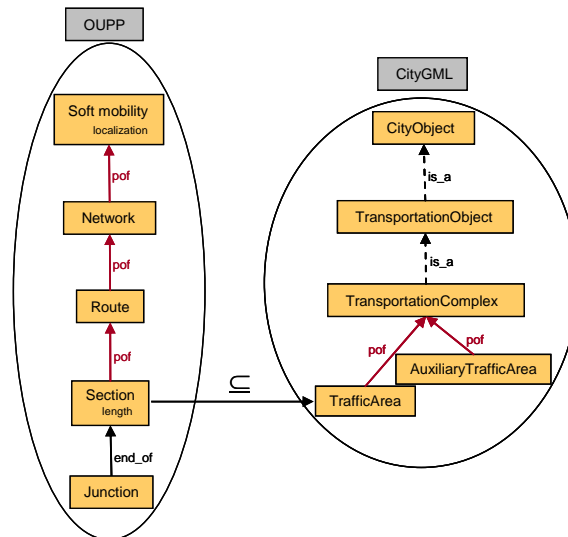 OUPP
Soft mobility
localization
pof
Network
pof
Route
pof
Section
length
end_of
Junction
⊆
CityGML
CityObject
is_a
TransportationObject
is_a
TransportationComplex
pof
pof
AuxiliaryTrafficArea
TrafficArea